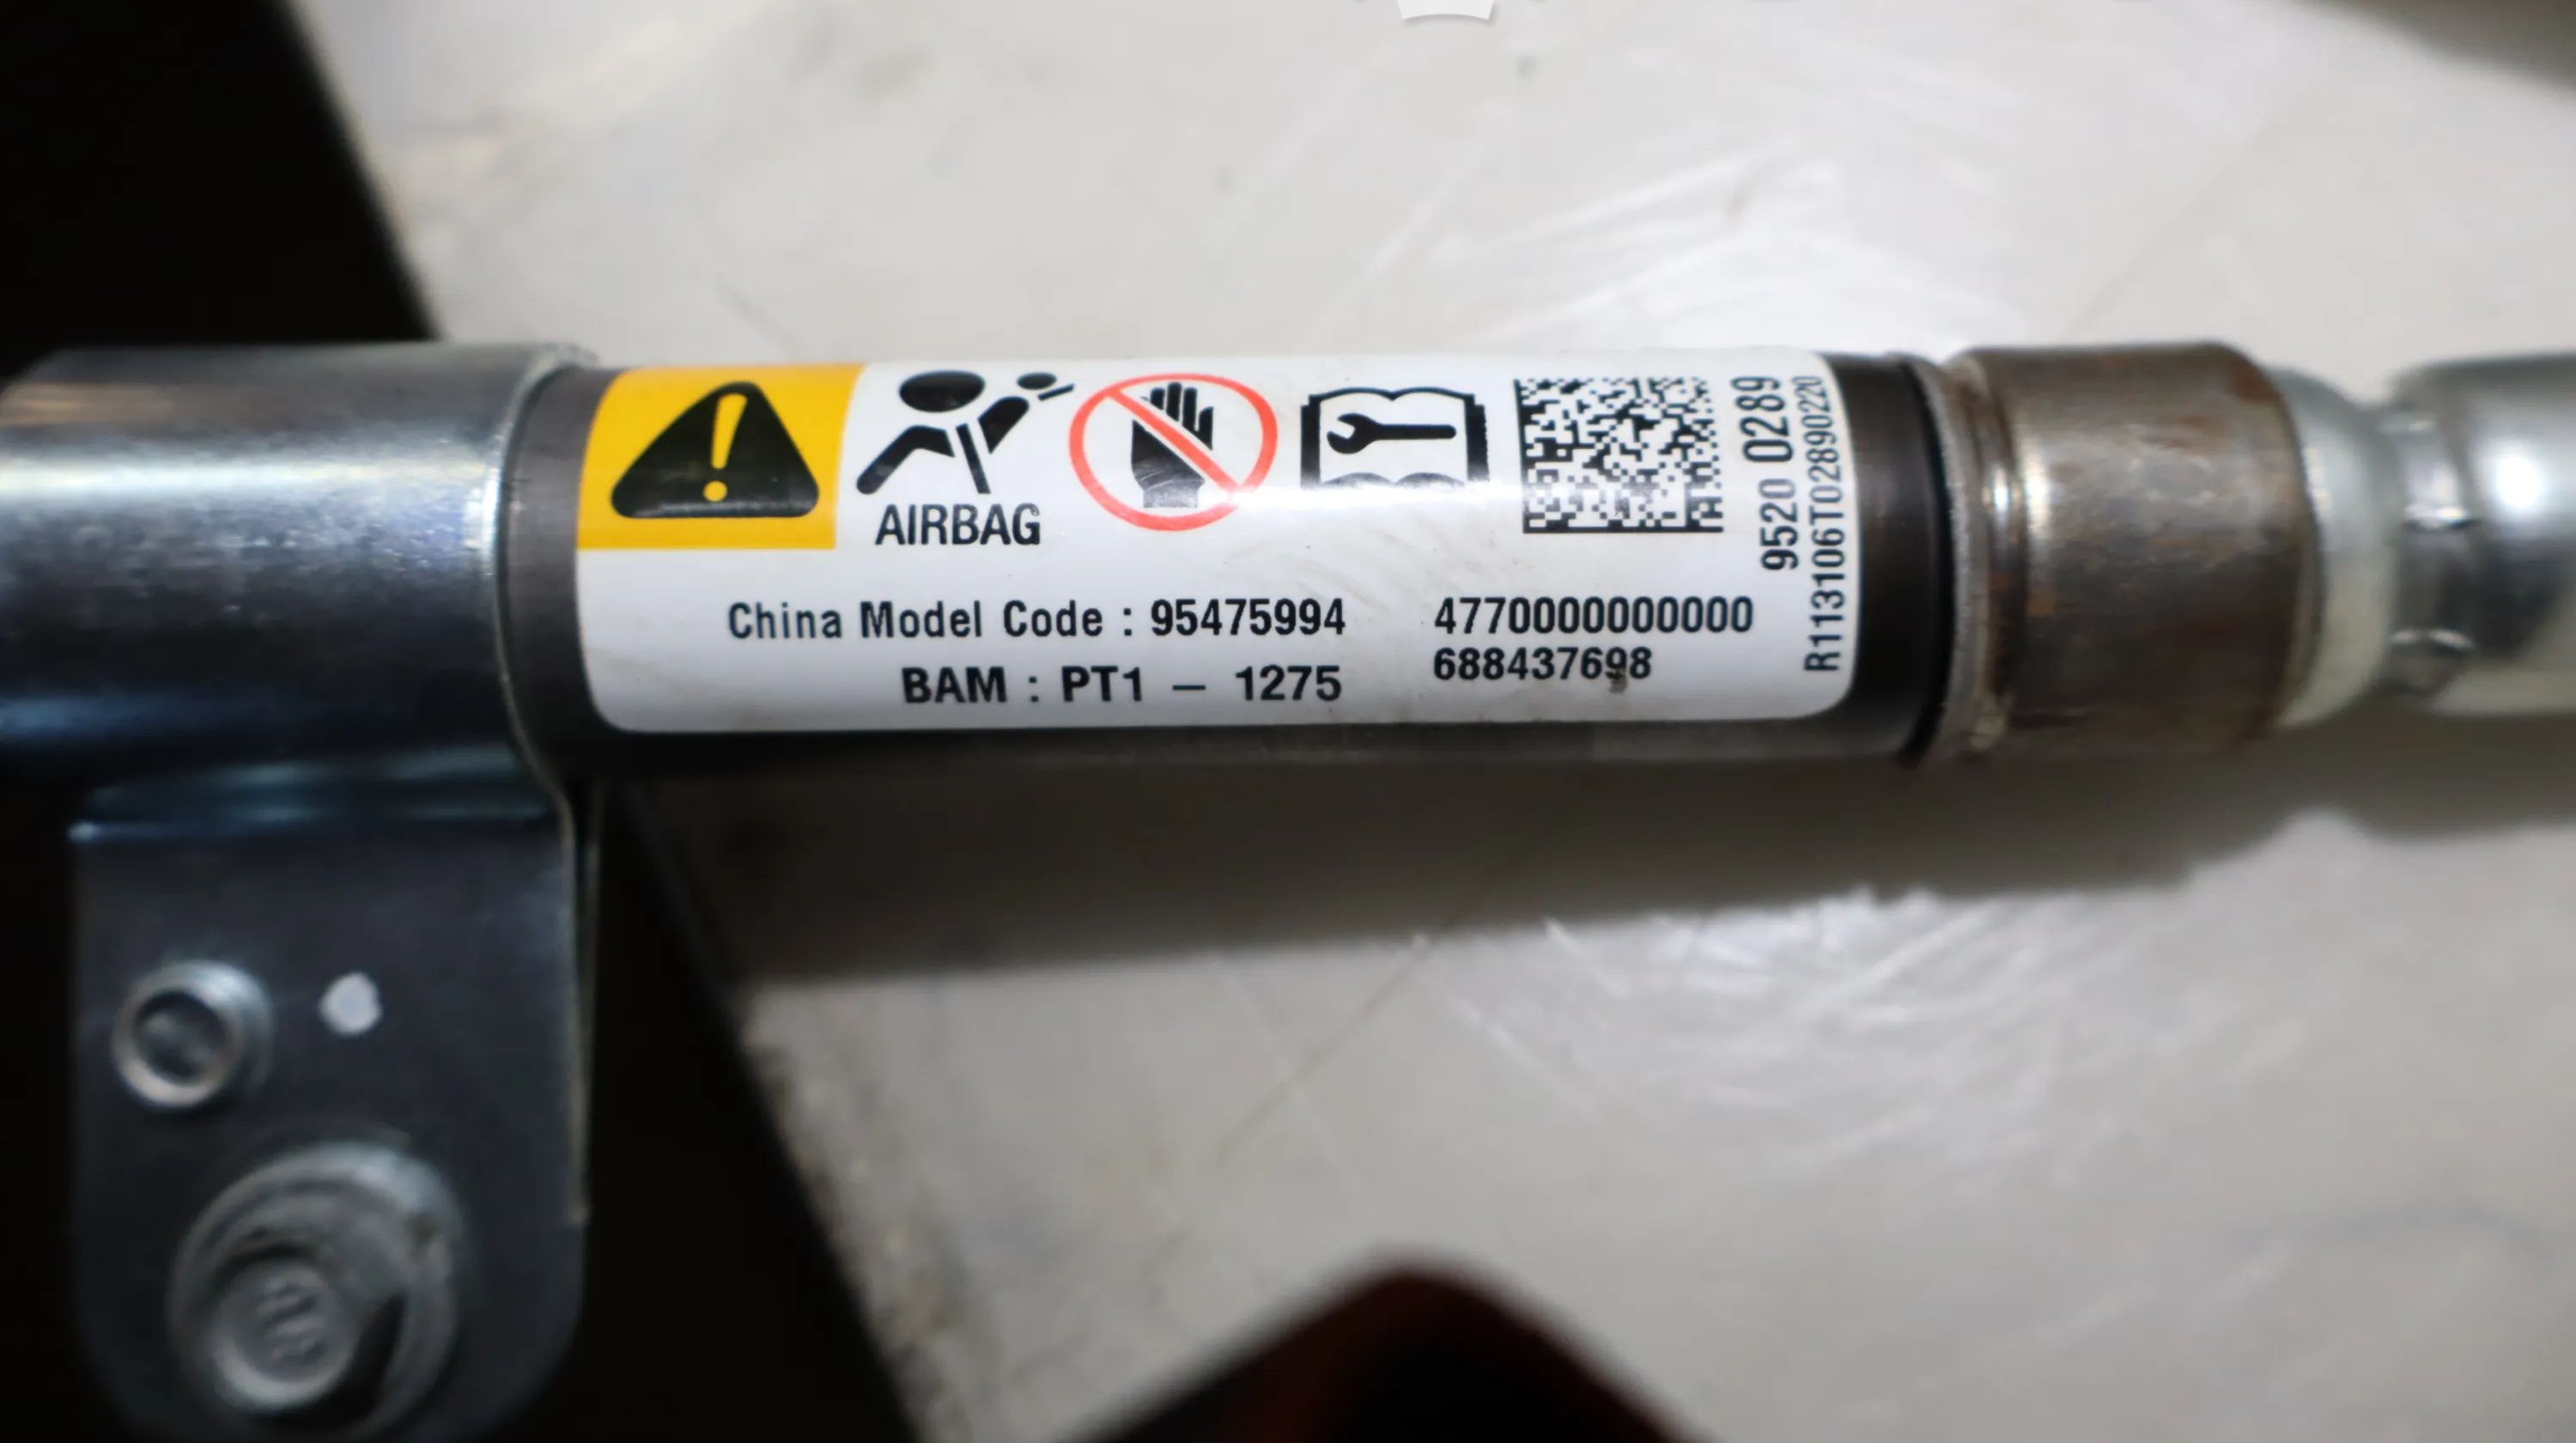 AIRBAG
China Model Code : 95475994
BAM : PT1 – 1275
4770000000000
688437698
9520 0289
R113106T02890220